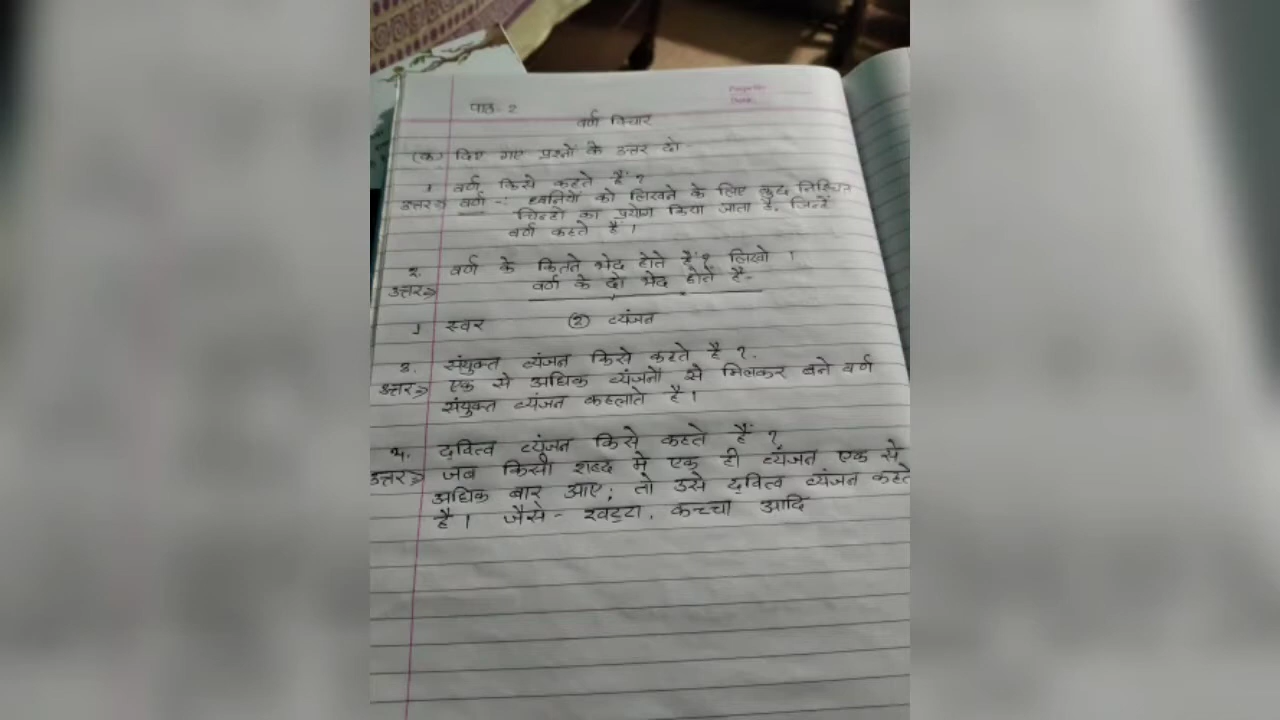 पाठ- 2
वर्ण विचार
(क) दिए गए प्रश्नों के उत्तर दो
1 वर्ण किसे कहते हैं?
उत्तर⇒ वर्ण -: ध्वनियों को लिखने के लिए कुछ निश्चित
चिन्हों का प्रयोग किया जाता है, जिन्हें
वर्ण कहते हैं।
2. वर्ण के कितने भेद होते हैं? लिखो।
उत्तर⇒ वर्ण के दो भेद होते हैं-
1 स्वर (2) व्यंजन
3. संयुक्त व्यंजन किसे कहते है?
उत्तर⇒ एक से अधिक व्यंजनों से मिलकर बने वर्ण
संयुक्त व्यंजन कहलाते है।
4. द्वित्व व्यंजन किसे कहते हैं?
उत्तर⇒ जब किसी शब्द मे एक ही व्यंजन एक से
अधिक बार आए; तो उसे द्वित्व व्यंजन कहते
है। जैसे- खट्टा, कच्चा आदि